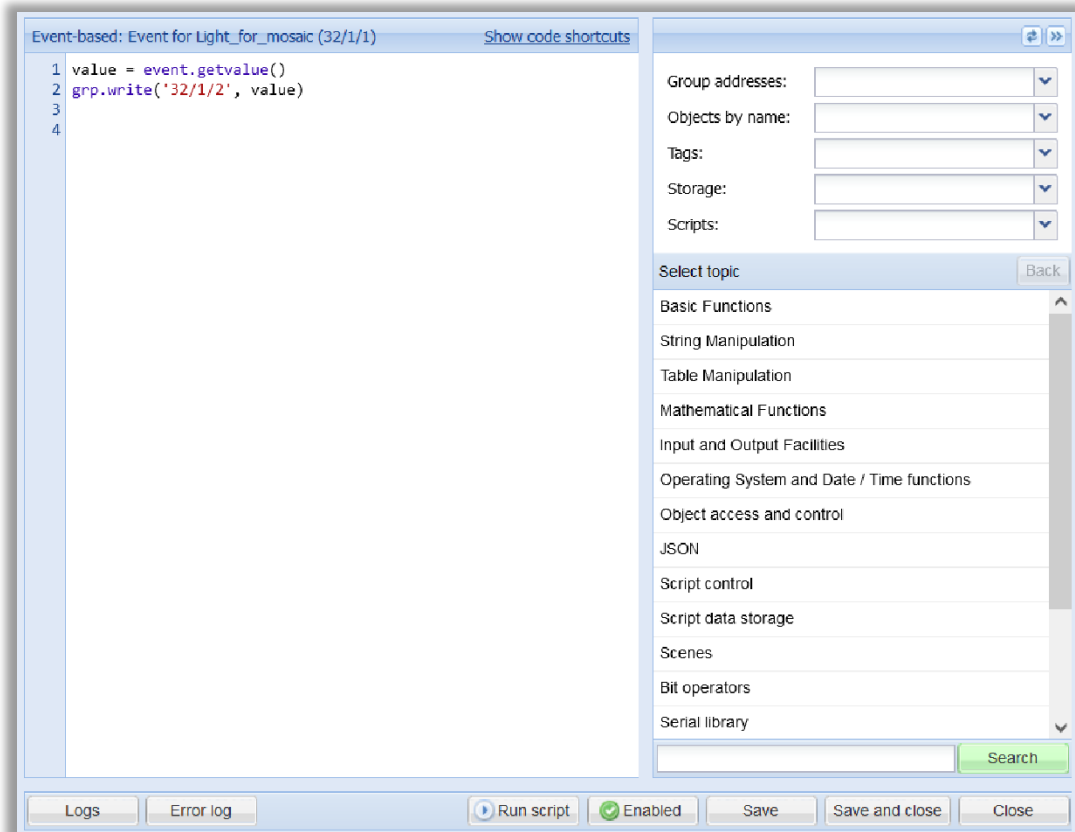 Event-based: Event for Light_for_mosaic (32/1/1) Show code shortcuts
1 value = event.getvalue()
2 grp.write('32/1/2', value)
3
4
Group addresses:
Objects by name:
Tags:
Storage:
Scripts:
Select topic Back
Basic Functions
String Manipulation
Table Manipulation
Mathematical Functions
Input and Output Facilities
Operating System and Date / Time functions
Object access and control
JSON
Script control
Script data storage
Scenes
Bit operators
Serial library
Search
Logs Error log Run script Enabled Save Save and close Close